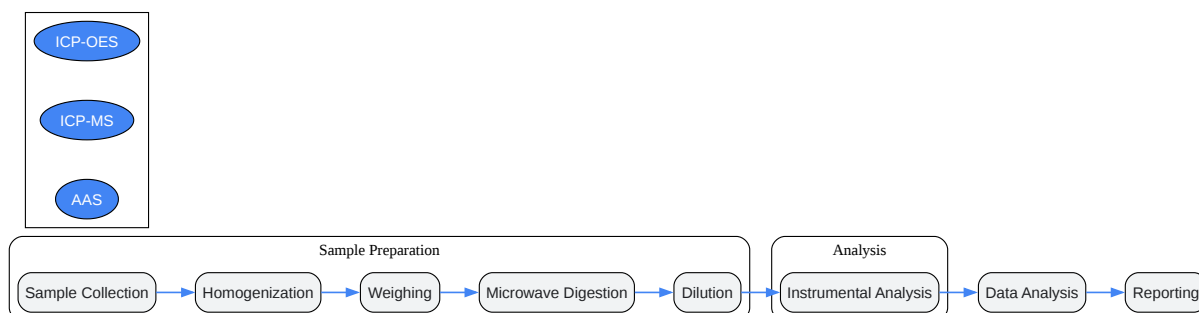 ICP-OES
ICP-MS
AAS
Sample Preparation
Analysis
Sample Collection
Homogenization
Weighing
Microwave Digestion
Dilution
Instrumental Analysis
Data Analysis
Reporting